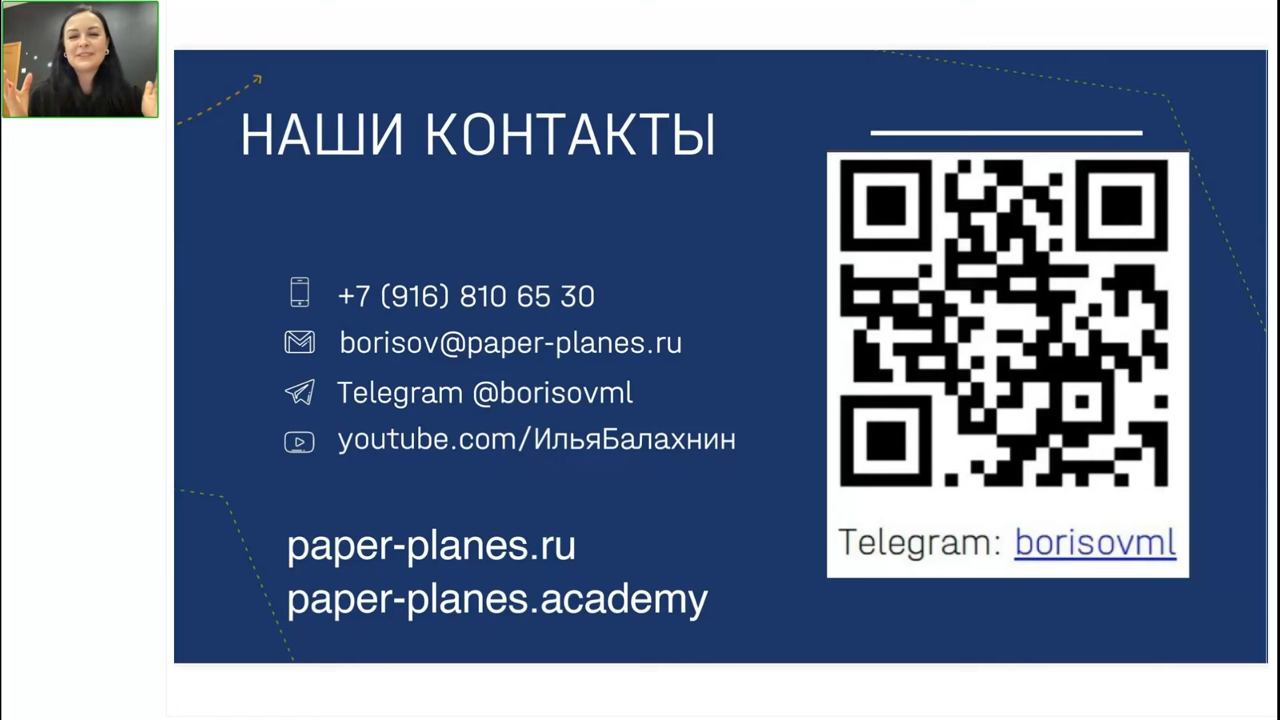 НАШИ КОНТАКТЫ
+7 (916) 810 65 30
borisov@paper-planes.ru
Telegram @borisovml
youtube.com/ИльяБалахнин
paper-planes.ru
paper-planes.academy
Telegram: borisovml